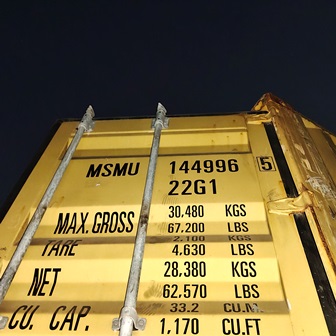 MSMU 144996 5
22G1
MAX. GROSS 30,480 KGS
67,200 LBS
TARE 2,100 KGS
4,630 LBS
NET 28.380 KGS
62,570 LBS
CU. CAP. 33.2 CU.M.
1,170 CU.FT